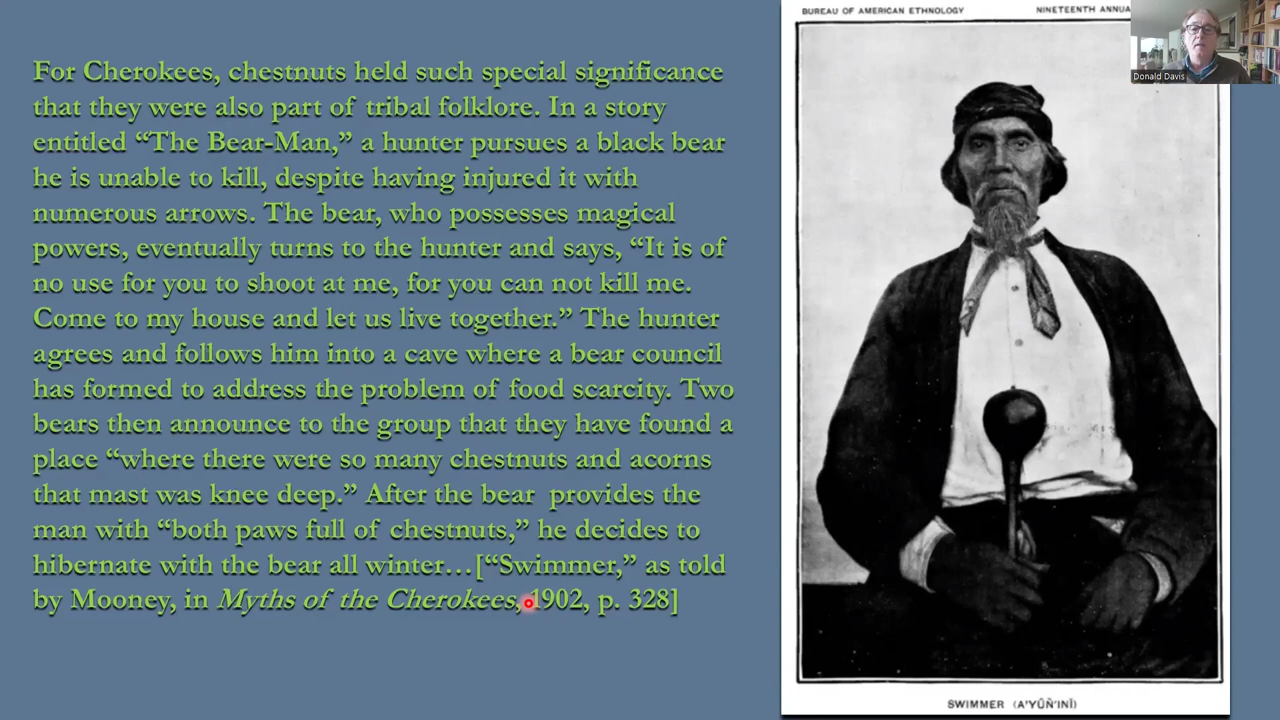 For Cherokees, chestnuts held such special significance
that they were also part of tribal folklore. In a story
entitled “The Bear-Man,” a hunter pursues a black bear
he is unable to kill, despite having injured it with
numerous arrows. The bear, who possesses magical
powers, eventually turns to the hunter and says, “It is of
no use for you to shoot at me, for you can not kill me.
Come to my house and let us live together.” The hunter
agrees and follows him into a cave where a bear council
has formed to address the problem of food scarcity. Two
bears then announce to the group that they have found a
place “where there were so many chestnuts and acorns
that mast was knee deep.” After the bear provides the
man with “both paws full of chestnuts,” he decides to
hibernate with the bear all winter…[“Swimmer,” as told
by Mooney, in Myths of the Cherokees, 1902, p. 328]
BUREAU OF AMERICAN ETHNOLOGY
NINETEENTH
Donald Davis
SWIMMER (A'YÛÑ'INĬ)